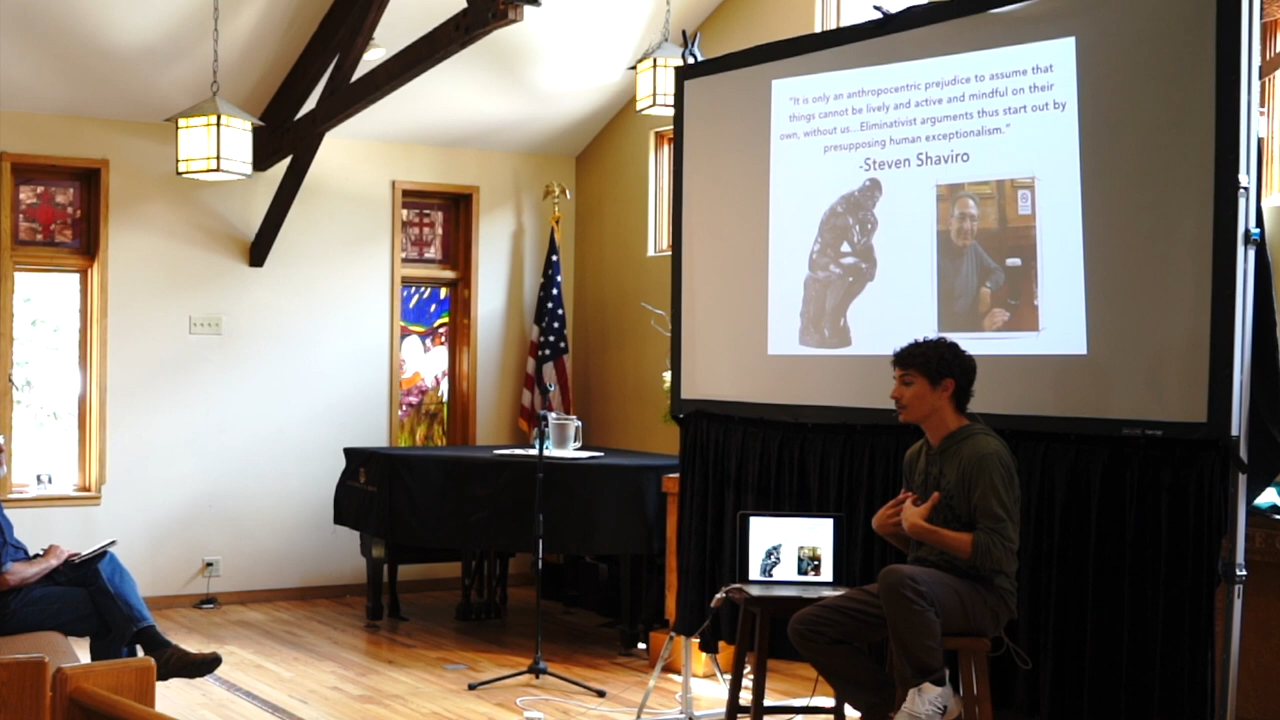 “It is only an anthropocentric prejudice to assume that
things cannot be lively and active and mindful on their
own, without us...Eliminativist arguments thus start out by
presupposing human exceptionalism.”
-Steven Shaviro